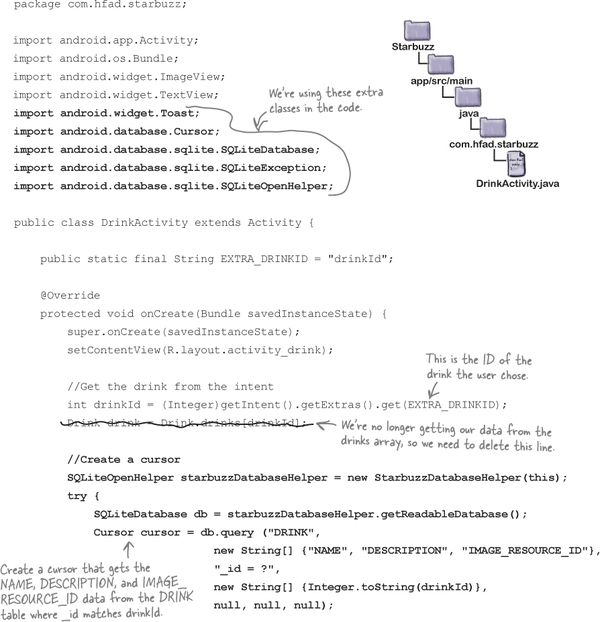 package com.hfad.starbuzz;
import android.app.Activity;
import android.os.Bundle;
import android.widget.ImageView;
import android.widget.TextView;
import android.widget.Toast;
import android.database.Cursor;
import android.database.sqlite.SQLiteDatabase;
import android.database.sqlite.SQLiteException;
import android.database.sqlite.SQLiteOpenHelper;
We're using these extra
classes in the code.
Starbuzz
app/src/main
java
com.hfad.starbuzz
DrinkActivity.java
public class DrinkActivity extends Activity {
public static final String EXTRA_DRINKID = "drinkId";
@Override
protected void onCreate(Bundle savedInstanceState) {
super.onCreate(savedInstanceState);
setContentView(R.layout.activity_drink);
This is the ID of the
drink the user chose.
//Get the drink from the intent
int drinkId = (Integer)getIntent().getExtras().get(EXTRA_DRINKID);
Drink drink = Drink.drinks[drinkId];
We're no longer getting our data from the
drinks array, so we need to delete this line.
//Create a cursor
SQLiteOpenHelper starbuzzDatabaseHelper = new StarbuzzDatabaseHelper(this);
try {
SQLiteDatabase db = starbuzzDatabaseHelper.getReadableDatabase();
Cursor cursor = db.query ("DRINK",
new String[] {"NAME", "DESCRIPTION", "IMAGE_RESOURCE_ID"},
"_id = ?",
new String[] {Integer.toString(drinkId)},
null, null, null);
Create a cursor that gets the
NAME, DESCRIPTION, and IMAGE_
RESOURCE_ID data from the DRINK
table where _id matches drinkId.